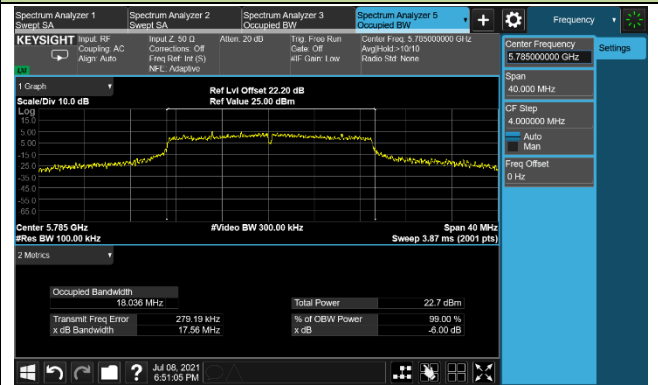 Spectrum Analyzer 1
Swept SA
Spectrum Analyzer 2
Swept SA
Spectrum Analyzer 3
Occupied BW
Spectrum Analyzer 5
Occupied BW
+
Frequency
KEYSIGHT
Input: RF
Coupling: AC
Align: Auto
Input Z: 50 Ω
Corrections: Off
Freq Ref: Int (S)
NFE: Adaptive
Atten: 20 dB
Trig: Free Run
Gate: Off
#IF Gain: Low
Center Freq: 5.785000000 GHz
Avg|Hold:>10/10
Radio Std: None
Center Frequency
5.785000000 GHz
Settings
Span
40.000 MHz
CF Step
4.000000 MHz
Auto
Man
Freq Offset
0 Hz
1 Graph
Scale/Div 10.0 dB
Ref Lvl Offset 22.20 dB
Ref Value 25.00 dBm
Log
15.0
5.00
-5.00
-15.0
-25.0
-35.0
-45.0
-55.0
-65.0
Center 5.785 GHz
#Res BW 100.00 kHz
#Video BW 300.00 kHz
Span 40 MHz
Sweep 3.87 ms (2001 pts)
2 Metrics
Occupied Bandwidth
18.036 MHz
Total Power
22.7 dBm
Transmit Freq Error
279.19 kHz
% of OBW Power
99.00 %
x dB Bandwidth
17.56 MHz
x dB
-6.00 dB
Jul 08, 2021
6:51:05 PM